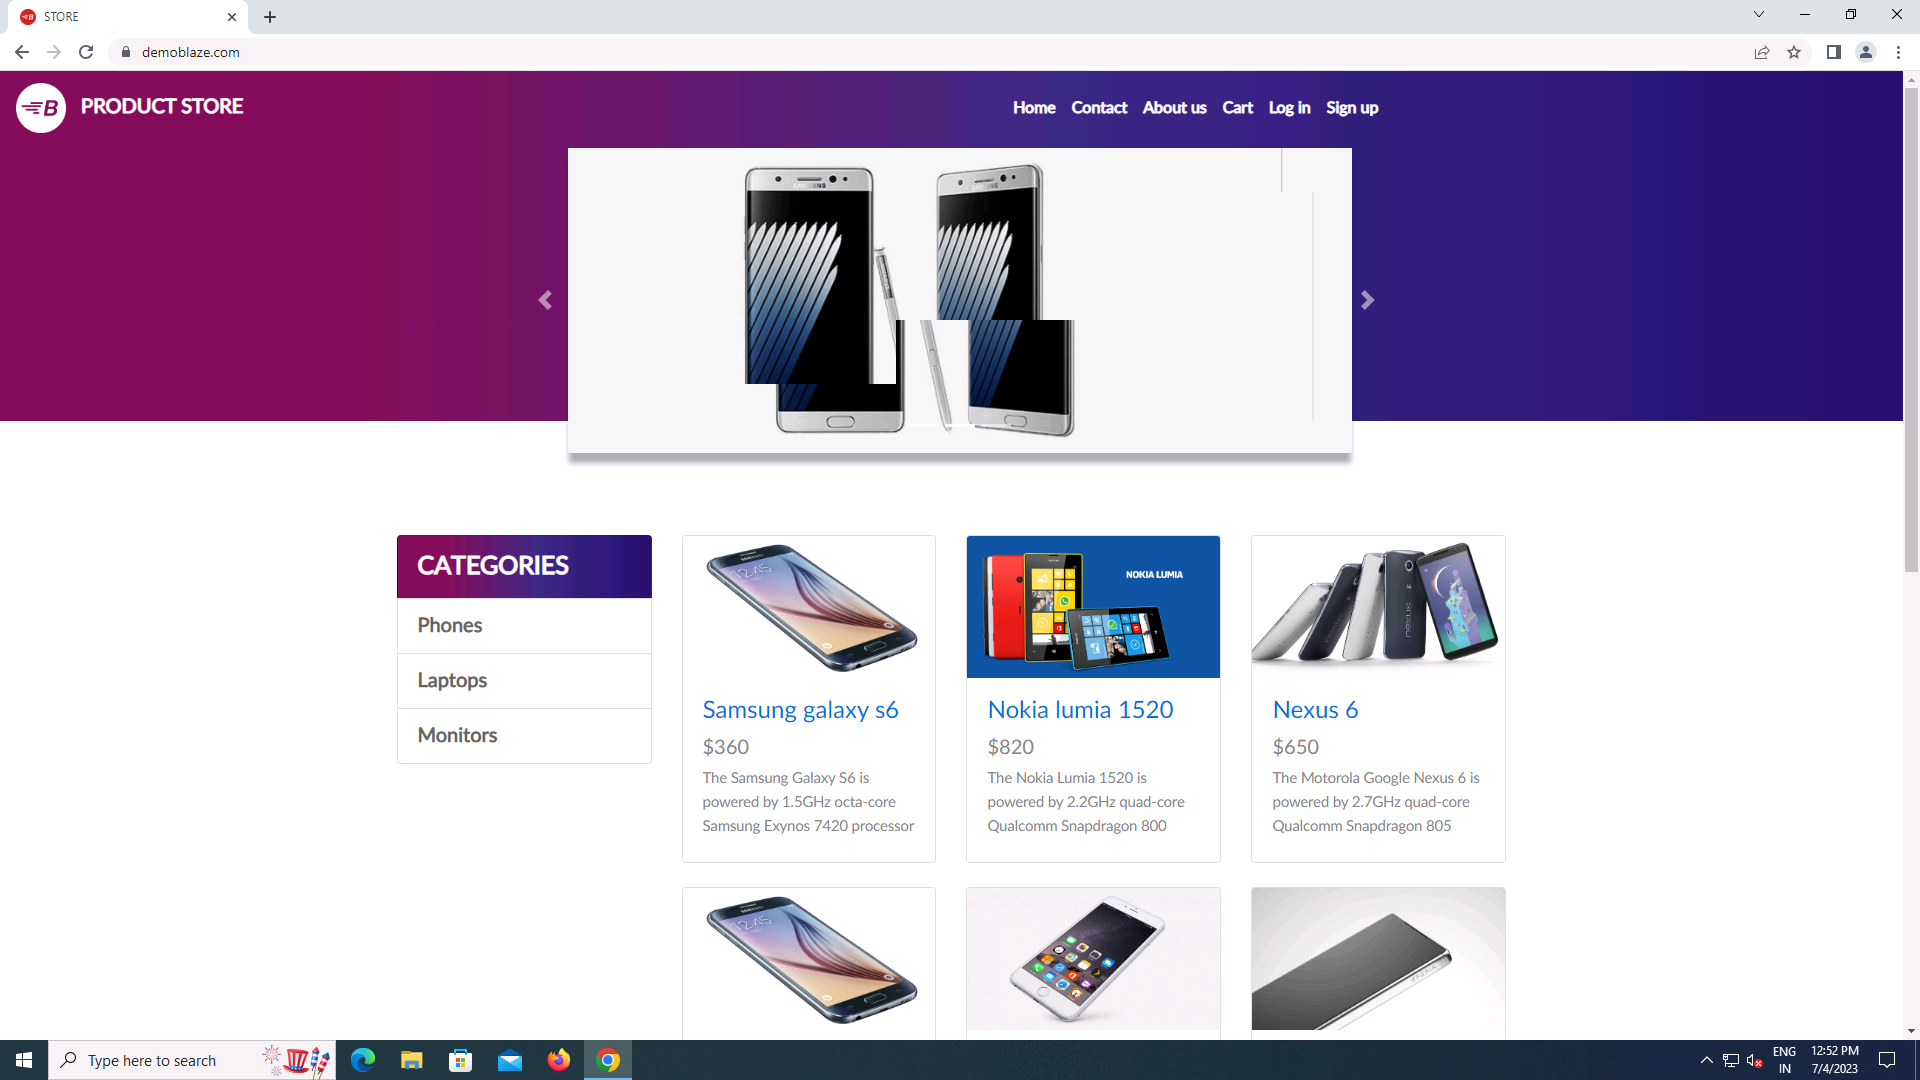 STORE
demoblaze.com
PRODUCT STORE
Home Contact About us Cart Log in Sign up
CATEGORIES
Phones
Laptops
Monitors
NOKIA LUMIA
nexus
Samsung galaxy s6
$360
The Samsung Galaxy S6 is
powered by 1.5GHz octa-core
Samsung Exynos 7420 processor
Nokia lumia 1520
$820
The Nokia Lumia 1520 is
powered by 2.2GHz quad-core
Qualcomm Snapdragon 800
Nexus 6
$650
The Motorola Google Nexus 6 is
powered by 2.7GHz quad-core
Qualcomm Snapdragon 805
XPERIA
Type here to search
ENG
IN
12:52 PM
7/4/2023